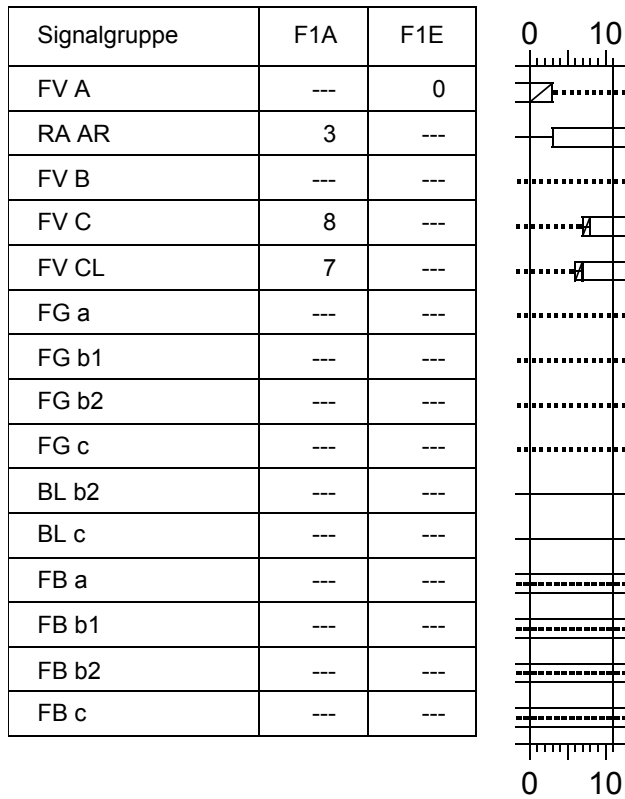 Signalgruppe F1A F1E 0 10
FV A --- 0
RA AR 3 ---
FV B --- ---
FV C 8 ---
FV CL 7 ---
FG a --- ---
FG b1 --- ---
FG b2 --- ---
FG c --- ---
BL b2 --- ---
BL c --- ---
FB a --- ---
FB b1 --- ---
FB b2 --- ---
FB c --- ---
0 10